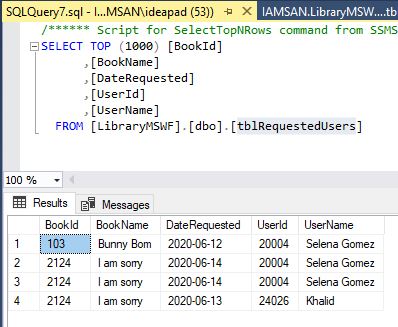 SQLQuery7.sql - I...MSAN\ideapad (53))
IAMSAN.LibraryMSW....tb
/****** Script for SelectTopNRows command from SSMS
SELECT TOP (1000) [BookId]
,[BookName]
,[DateRequested]
,[UserId]
,[UserName]
FROM [LibraryMSWF].[dbo].[tblRequestedUsers]
100 %
Results Messages
BookId BookName DateRequested UserId UserName
1 103 Bunny Bom 2020-06-12 20004 Selena Gomez
2 2124 I am sorry 2020-06-14 20004 Selena Gomez
3 2124 I am sorry 2020-06-14 20004 Selena Gomez
4 2124 I am sorry 2020-06-13 24026 Khalid